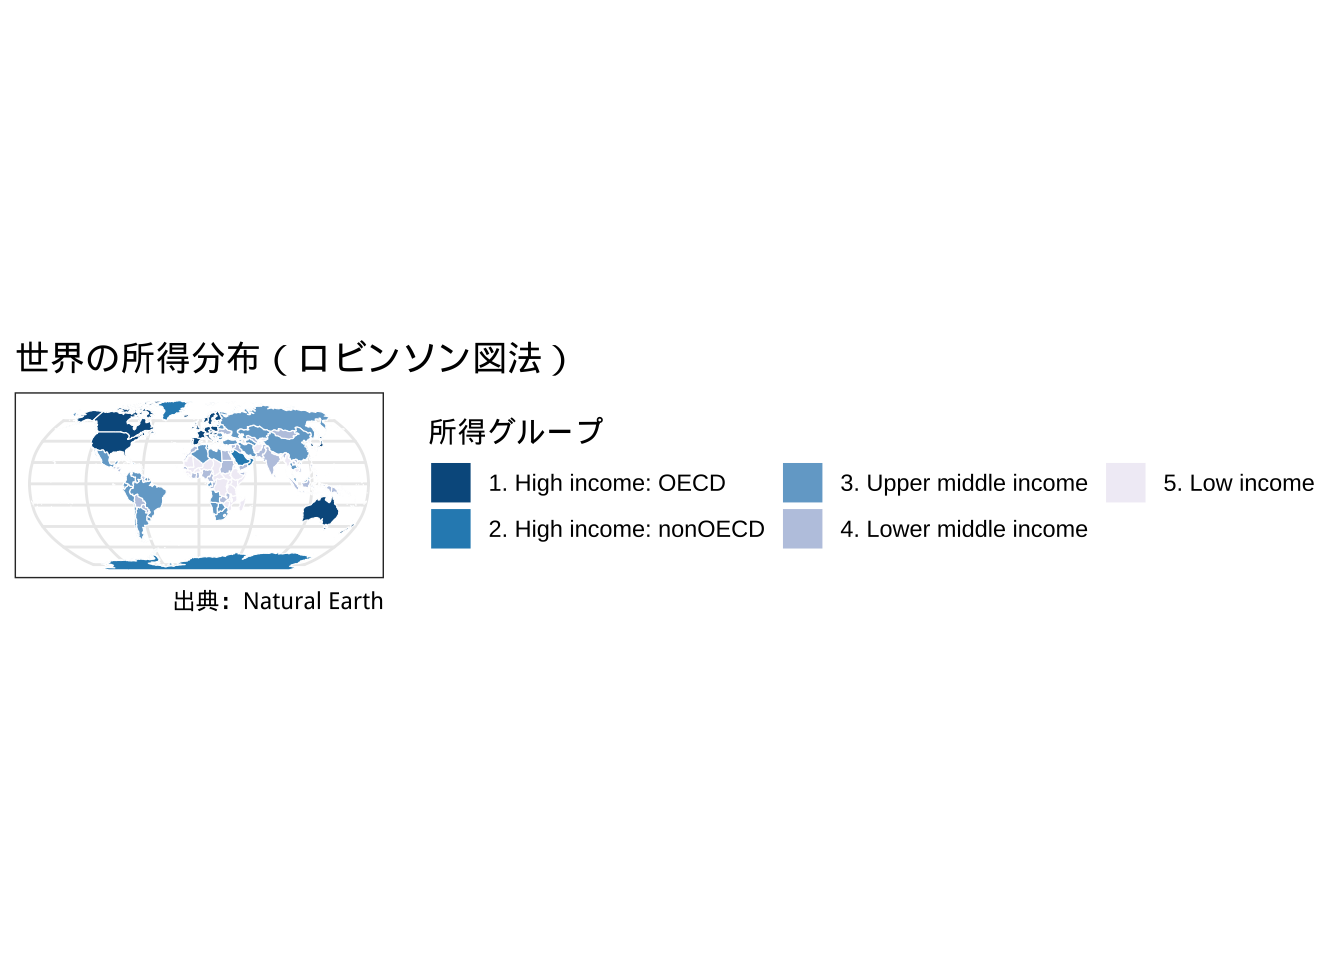 世界の所得分布（ロビンソン図法）
所得グループ
1. High income: OECD
2. High income: nonOECD
3. Upper middle income
4. Lower middle income
5. Low income
出典：Natural Earth